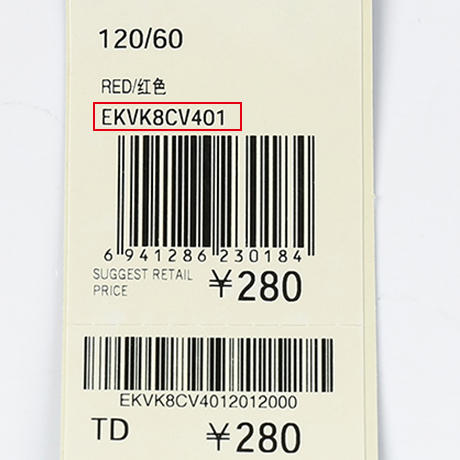 120/60
RED/红色
EKVK8CV401
6 941286 230184
SUGGEST RETAIL
PRICE ¥280
EKVK8CV4012012000
TD ¥280